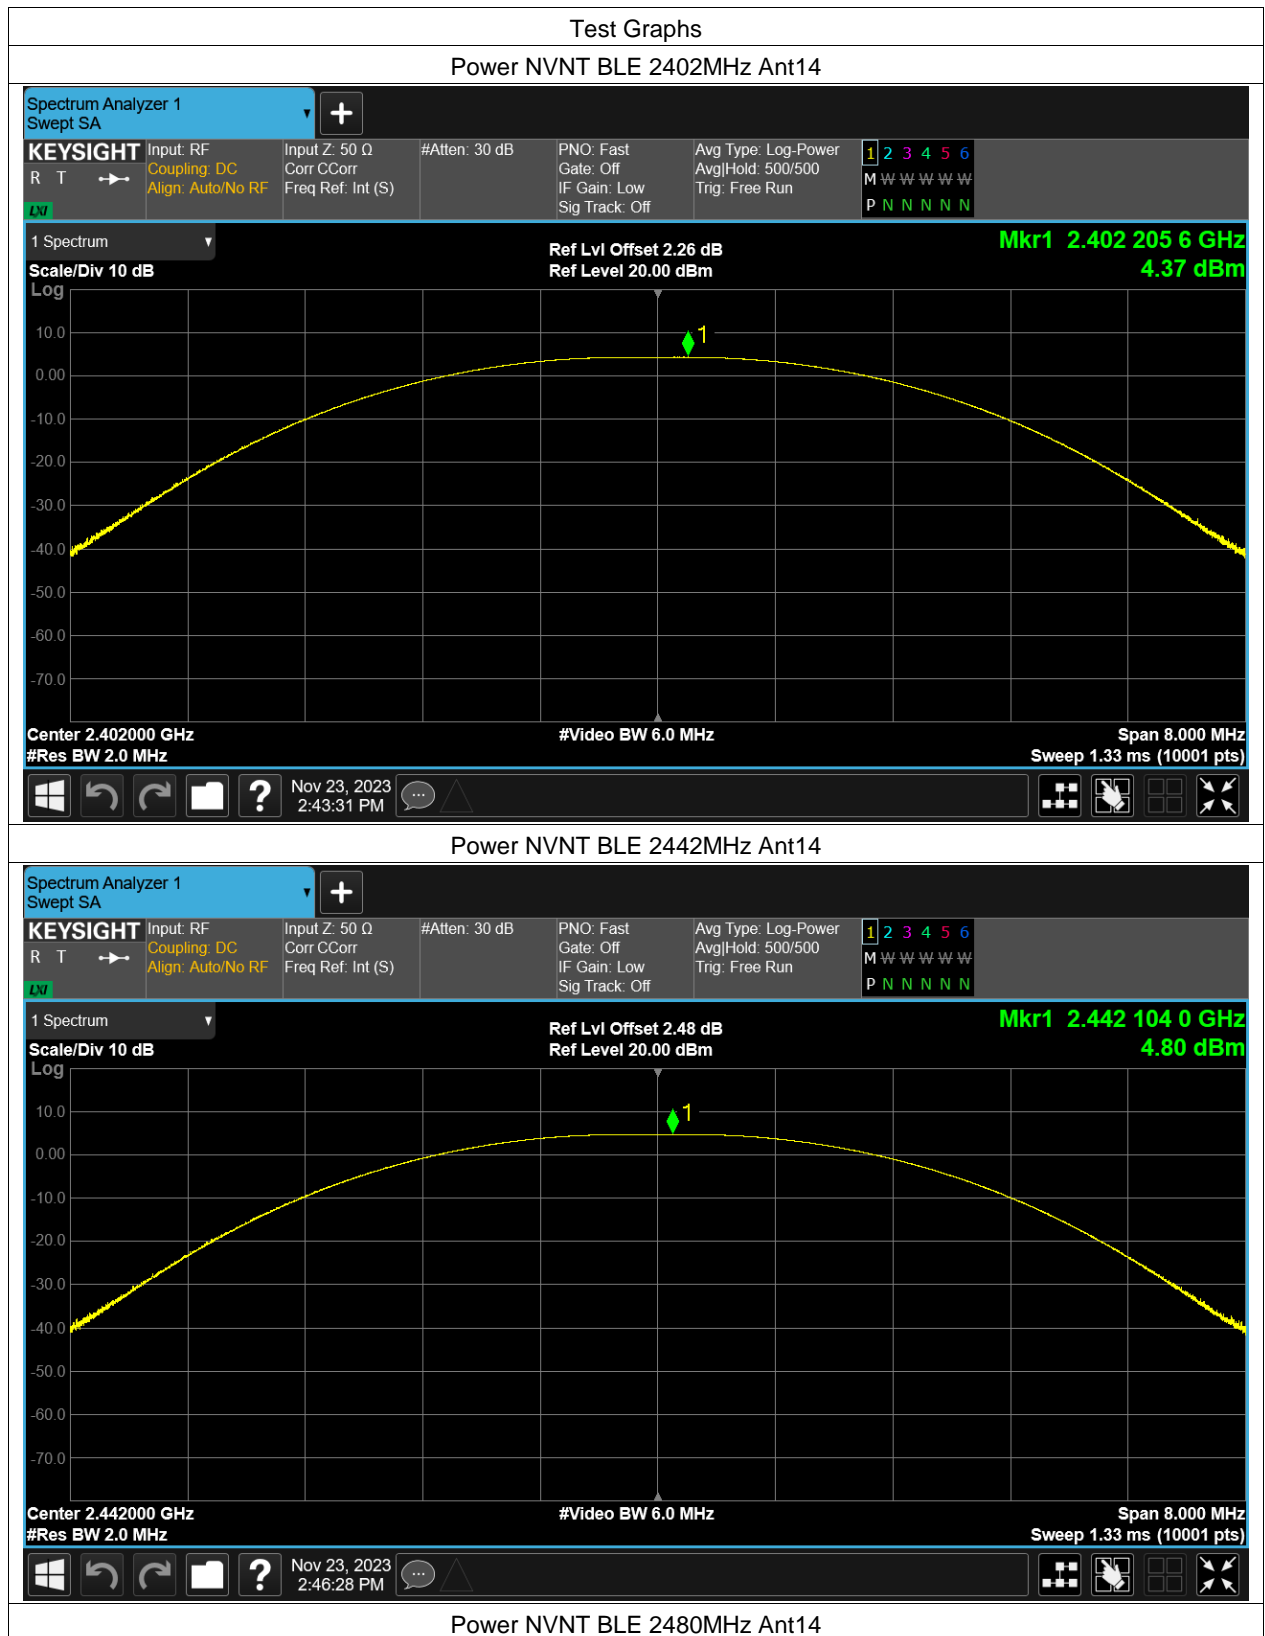 Test Graphs
Power NVNT BLE 2402MHz Ant14
Spectrum Analyzer 1
Swept SA
KEYSIGHT
R T
LXI
Input: RF
Coupling: DC
Align: Auto/No RF
Input Z: 50 Ω
Corr CCorr
Freq Ref: Int (S)
#Atten: 30 dB
PNO: Fast
Gate: Off
IF Gain: Low
Sig Track: Off
Avg Type: Log-Power
Avg|Hold: 500/500
Trig: Free Run
1 2 3 4 5 6
M W W W W W
P N N N N N
1 Spectrum
Scale/Div 10 dB
Ref Lvl Offset 2.26 dB
Ref Level 20.00 dBm
Mkr1 2.402 205 6 GHz
4.37 dBm
Log
1
10.0
0.00
-10.0
-20.0
-30.0
-40.0
-50.0
-60.0
-70.0
Center 2.402000 GHz
#Res BW 2.0 MHz
#Video BW 6.0 MHz
Span 8.000 MHz
Sweep 1.33 ms (10001 pts)
?
Nov 23, 2023
2:43:31 PM
Power NVNT BLE 2442MHz Ant14
Spectrum Analyzer 1
Swept SA
KEYSIGHT
R T
LXI
Input: RF
Coupling: DC
Align: Auto/No RF
Input Z: 50 Ω
Corr CCorr
Freq Ref: Int (S)
#Atten: 30 dB
PNO: Fast
Gate: Off
IF Gain: Low
Sig Track: Off
Avg Type: Log-Power
Avg|Hold: 500/500
Trig: Free Run
1 2 3 4 5 6
M W W W W W
P N N N N N
1 Spectrum
Scale/Div 10 dB
Ref Lvl Offset 2.48 dB
Ref Level 20.00 dBm
Mkr1 2.442 104 0 GHz
4.80 dBm
Log
1
10.0
0.00
-10.0
-20.0
-30.0
-40.0
-50.0
-60.0
-70.0
Center 2.442000 GHz
#Res BW 2.0 MHz
#Video BW 6.0 MHz
Span 8.000 MHz
Sweep 1.33 ms (10001 pts)
?
Nov 23, 2023
2:46:28 PM
Power NVNT BLE 2480MHz Ant14